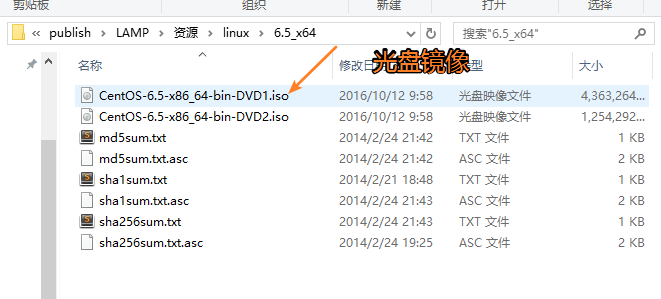 剪贴板 组织 新建 打开 选择
« publish > LAMP > 资源 > linux > 6.5_x64 搜索"6.5_x64"
光盘镜像
名称 修改日 类型 大小
CentOS-6.5-x86_64-bin-DVD1.iso 2016/10/12 9:58 光盘映像文件 4,363,264...
CentOS-6.5-x86_64-bin-DVD2.iso 2016/10/12 9:58 光盘映像文件 1,254,292...
md5sum.txt 2014/2/24 21:42 TXT 文件 1 KB
md5sum.txt.asc 2014/2/24 21:42 ASC 文件 2 KB
sha1sum.txt 2014/2/21 18:48 TXT 文件 1 KB
sha1sum.txt.asc 2014/2/24 21:43 ASC 文件 2 KB
sha256sum.txt 2014/2/24 21:43 TXT 文件 1 KB
sha256sum.txt.asc 2014/2/24 19:25 ASC 文件 2 KB